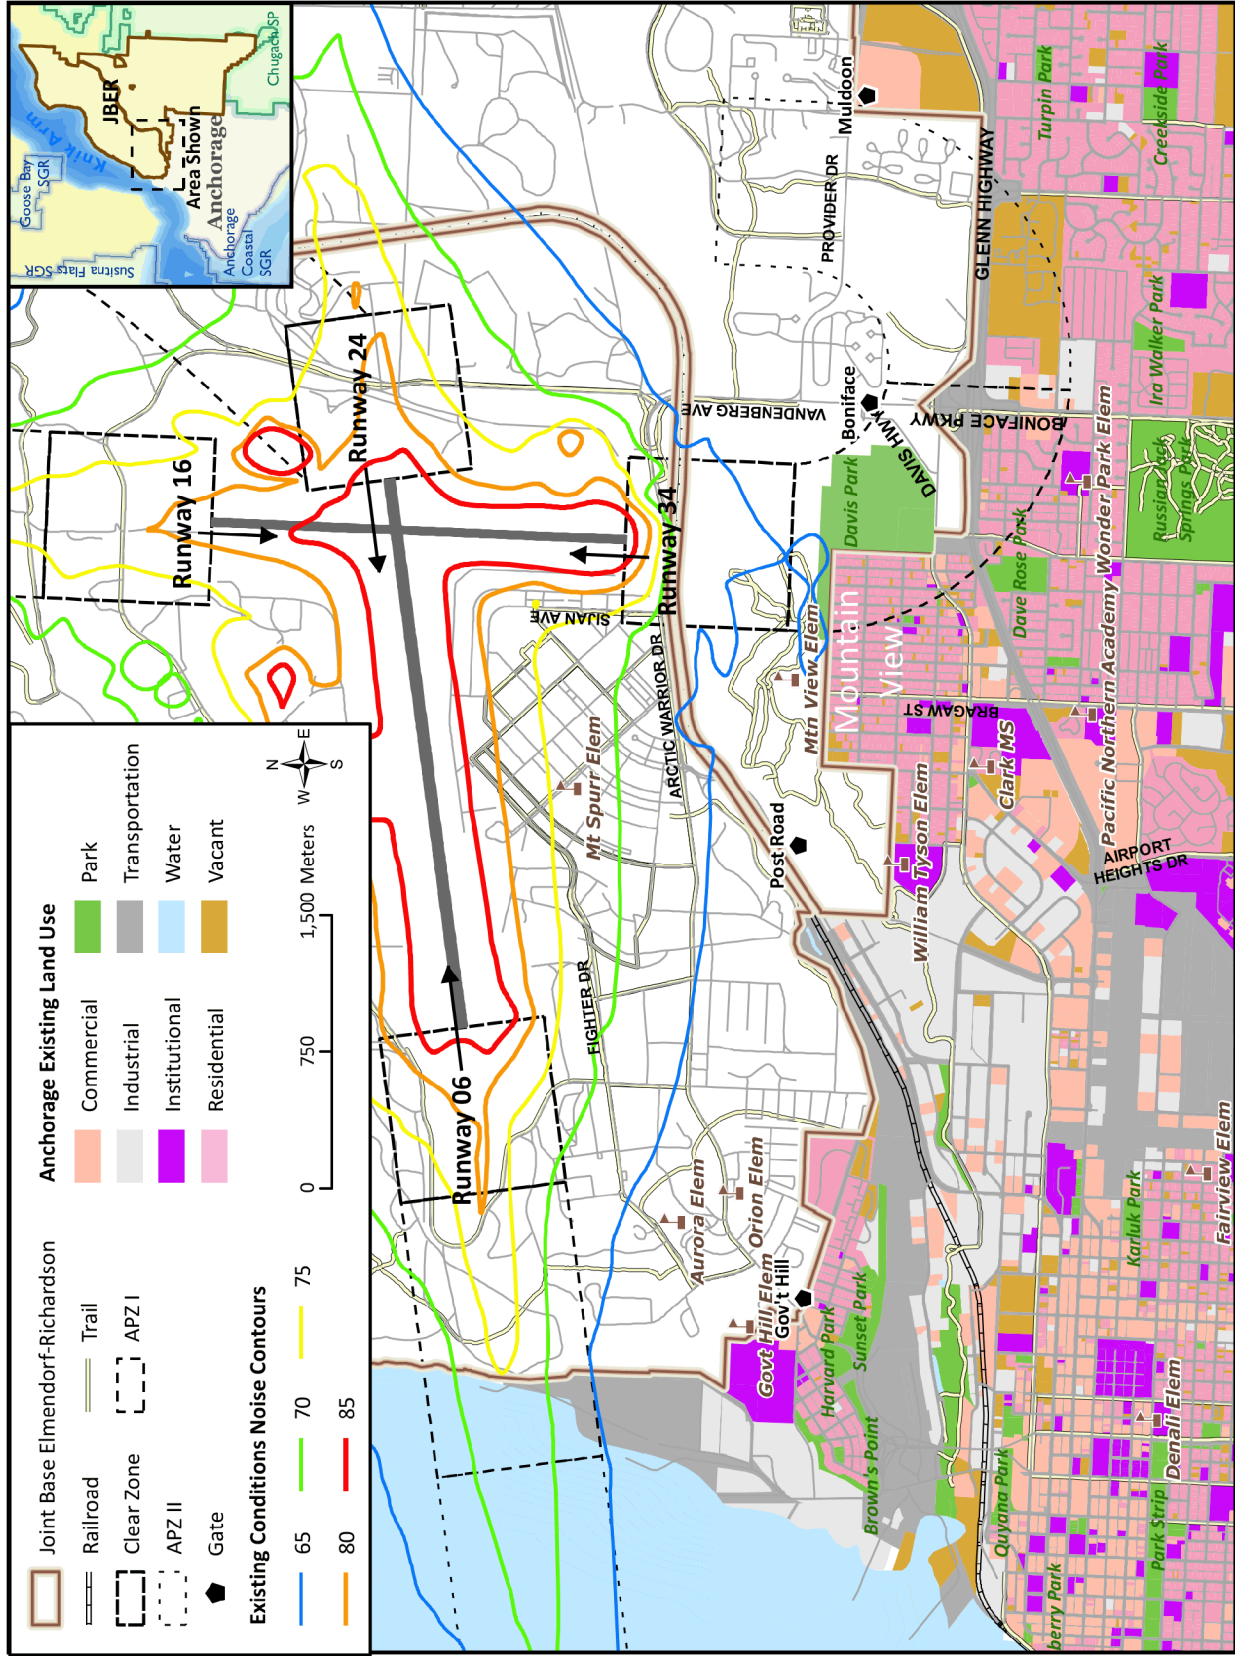 Goose Bay
SGR
Knik Arm
JBER
Chugach SP
Area Shown
Anchorage
Susitna Flats SGR
Anchorage
Coastal
SGR
Joint Base Elmendorf-Richardson
Railroad
Trail
Clear Zone
APZ I
APZ II
Gate
Existing Conditions Noise Contours
65
70
75
80
85
Anchorage Existing Land Use
Commercial
Park
Industrial
Transportation
Institutional
Water
Residential
Vacant
0
750
1,500 Meters
N
W
E
S
Runway 16
Runway 24
Runway 34
Runway 06
SIJAN AVE
FIGHTER DR
ARCTIC WARRIOR DR
VANDENBERG AVE
PROVIDER DR
DAVIS HWY
GLENN HIGHWAY
BONIFACE PKWY
BRAGAW ST
AIRPORT
HEIGHTS DR
Muldoon
Boniface
Post Road
Gov't Hill
Mt Spurr Elem
Aurora Elem
Orion Elem
Govt Hill Elem
Mtn View Elem
Mountain
View
William Tyson Elem
Clark MS
Pacific Northern Academy
Wonder Park Elem
Fairview Elem
Denali Elem
Davis Park
Turpin Park
Creekside Park
Ira Walker Park
Russian Jack
Springs Park
Dave Rose Park
Harvard Park
Sunset Park
Brown's Point
Quyana Park
Karluk Park
Park Strip
berry Park